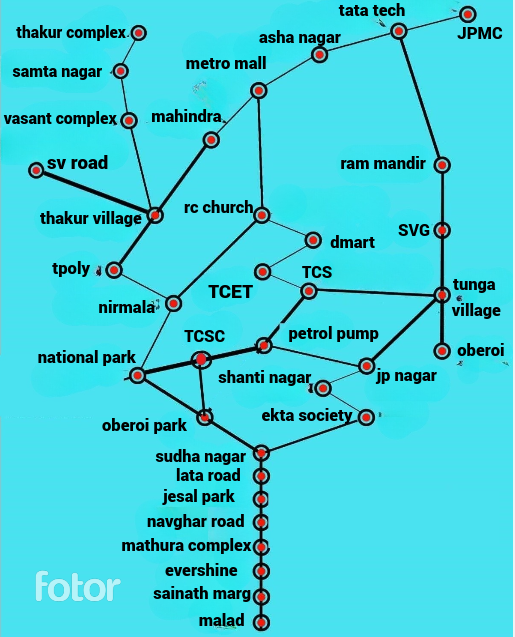 tata tech
thakur complex
JPMC
asha nagar
samta nagar
metro mall
vasant complex
mahindra
sv road
ram mandir
rc church
thakur village
SVG
dmart
tpoly
TCS
tunga
village
TCET
nirmala
petrol pump
TCSC
oberoi
national park
shanti nagar
jp nagar
ekta society
oberoi park
sudha nagar
lata road
jesal park
navghar road
mathura complex
evershine
fotor
sainath marg
malad